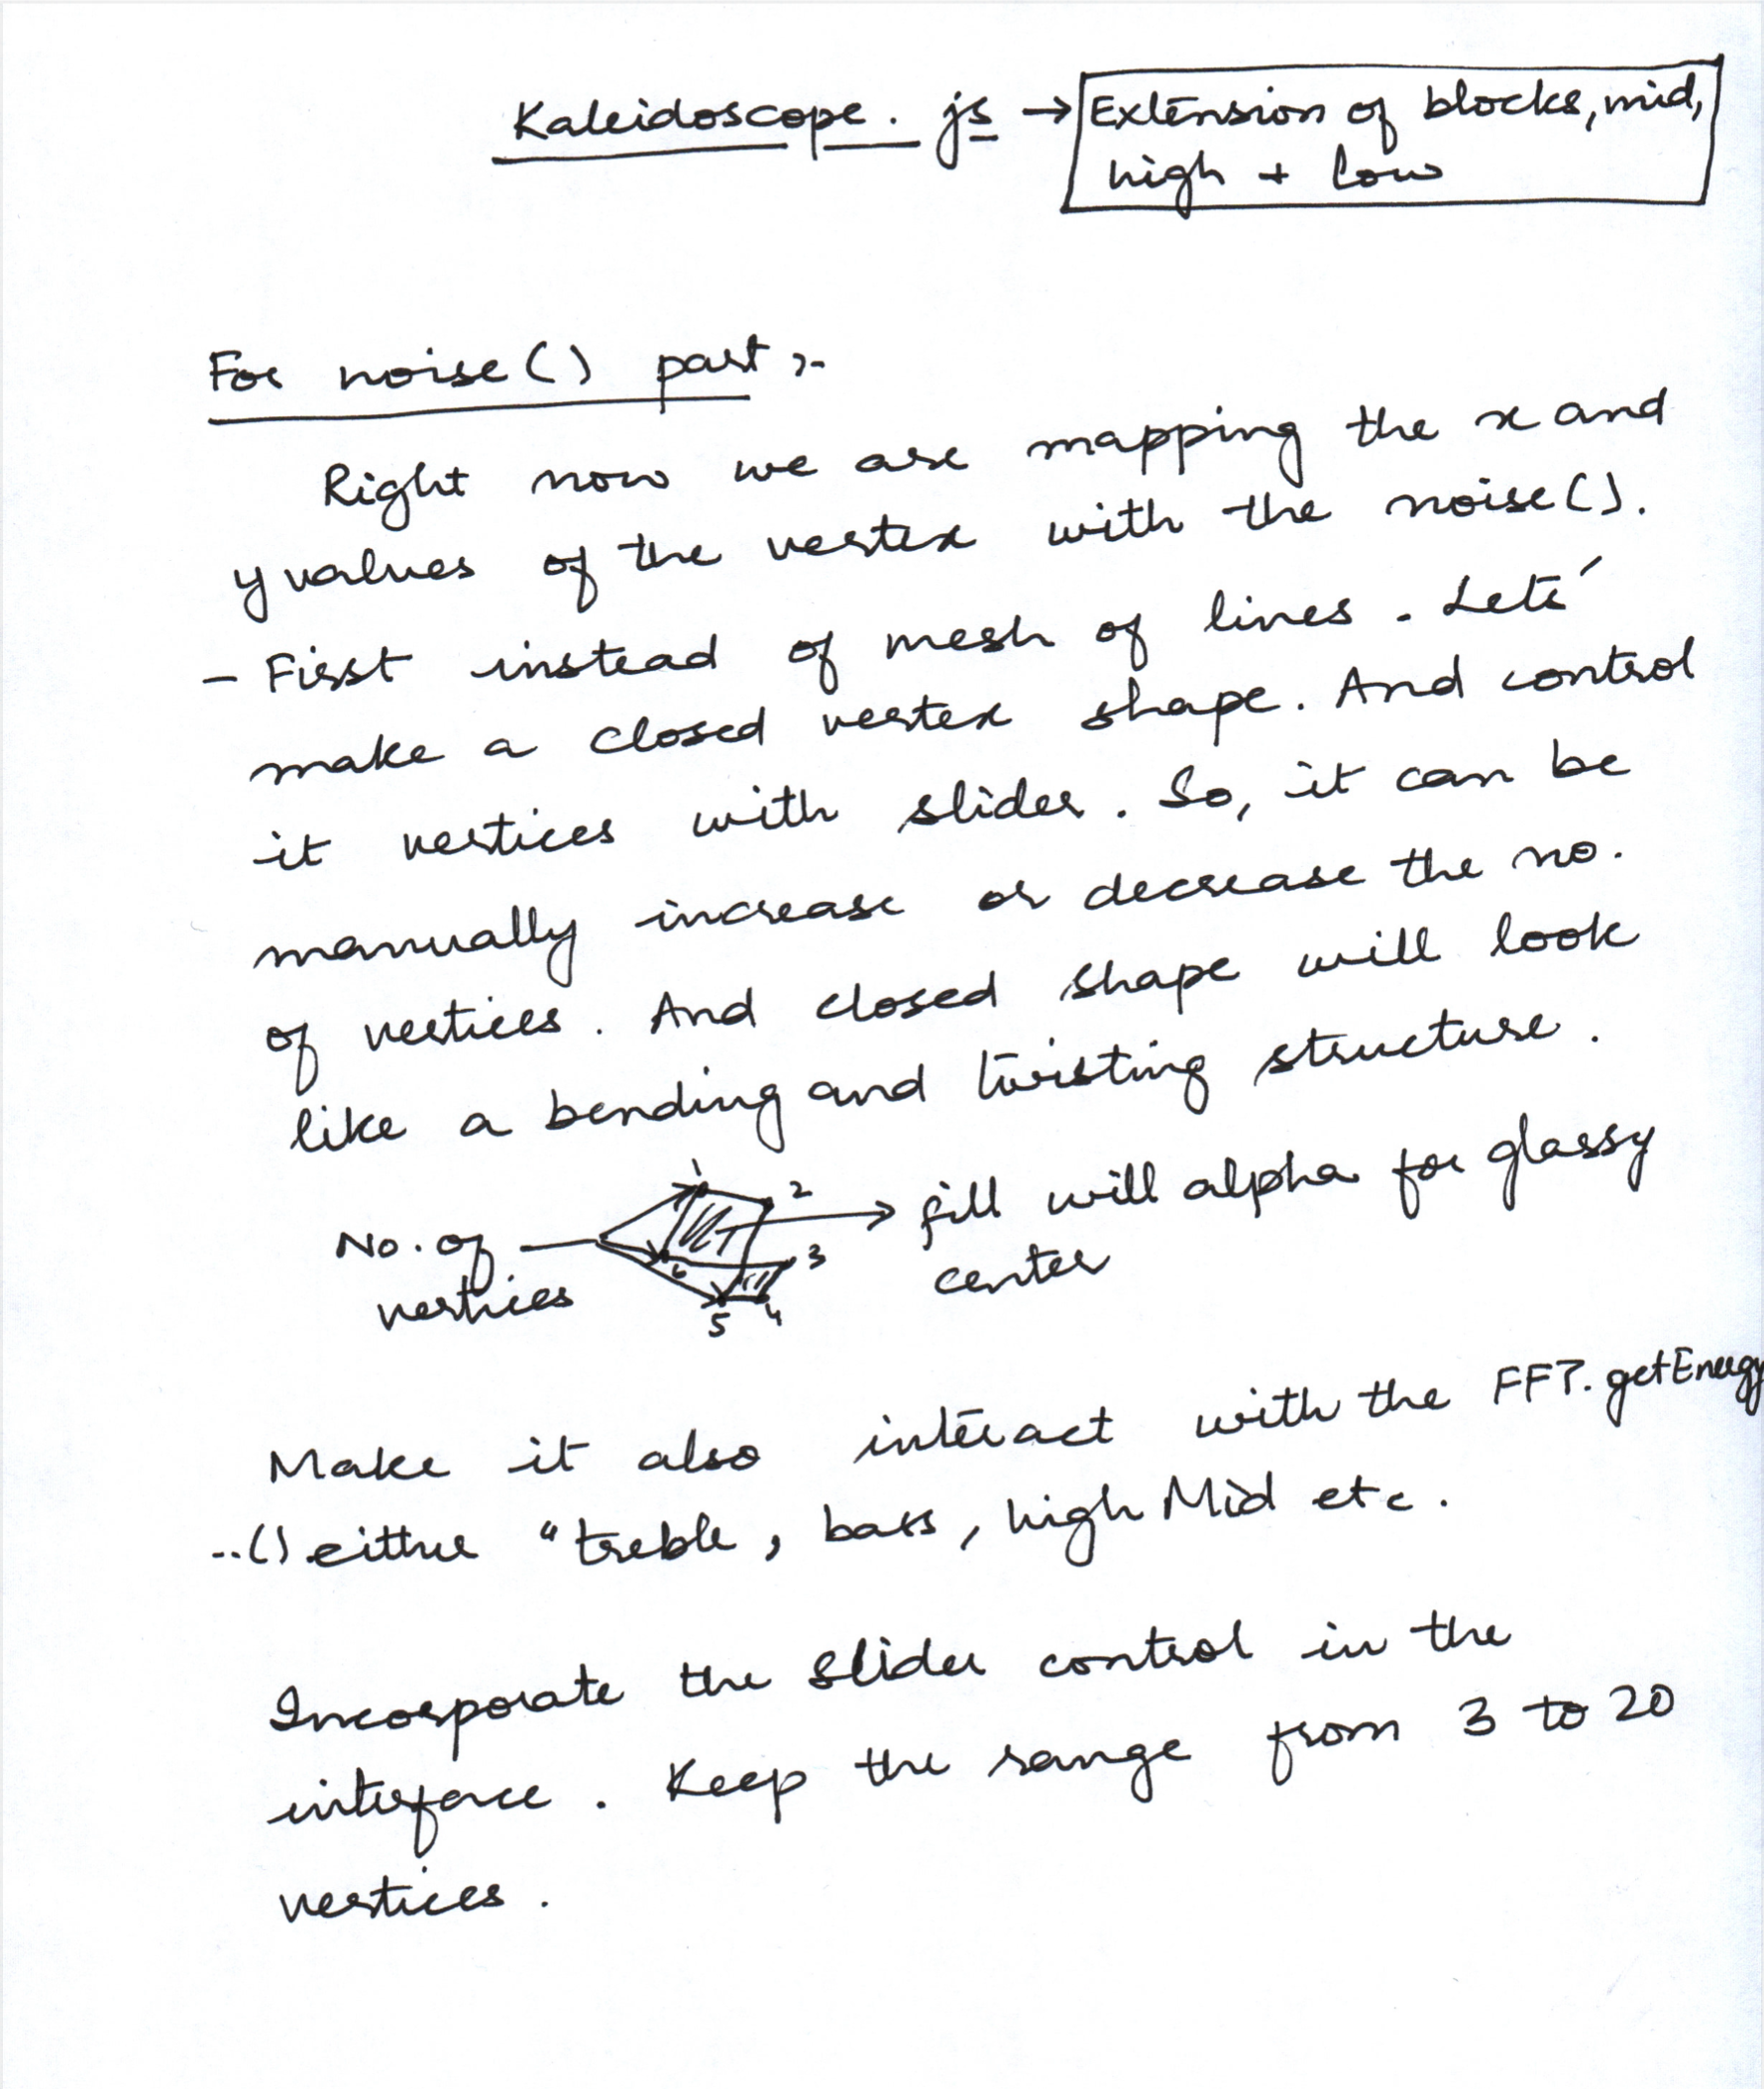 Kaleidoscope. js → Extension of blocks, mid,
high + low
For noise() part :-
Right now we are mapping the x and
y values of the vertex with the noise().
- First instead of mesh of lines. Lets'
make a closed vertex shape. And control
it vertices with slider. So, it can be
manually increase or decrease the no.
of vertices. And closed shape will look
like a bending and twisting structure.
1
2
No. of
vertices
3
6
5
4
→ fill will alpha for glassy
center
Make it also interact with the FFT.getEnergy
..() either "treble, bass, highMid etc.
Incorporate the slider control in the
interface. Keep the range from 3 to 20
vertices.